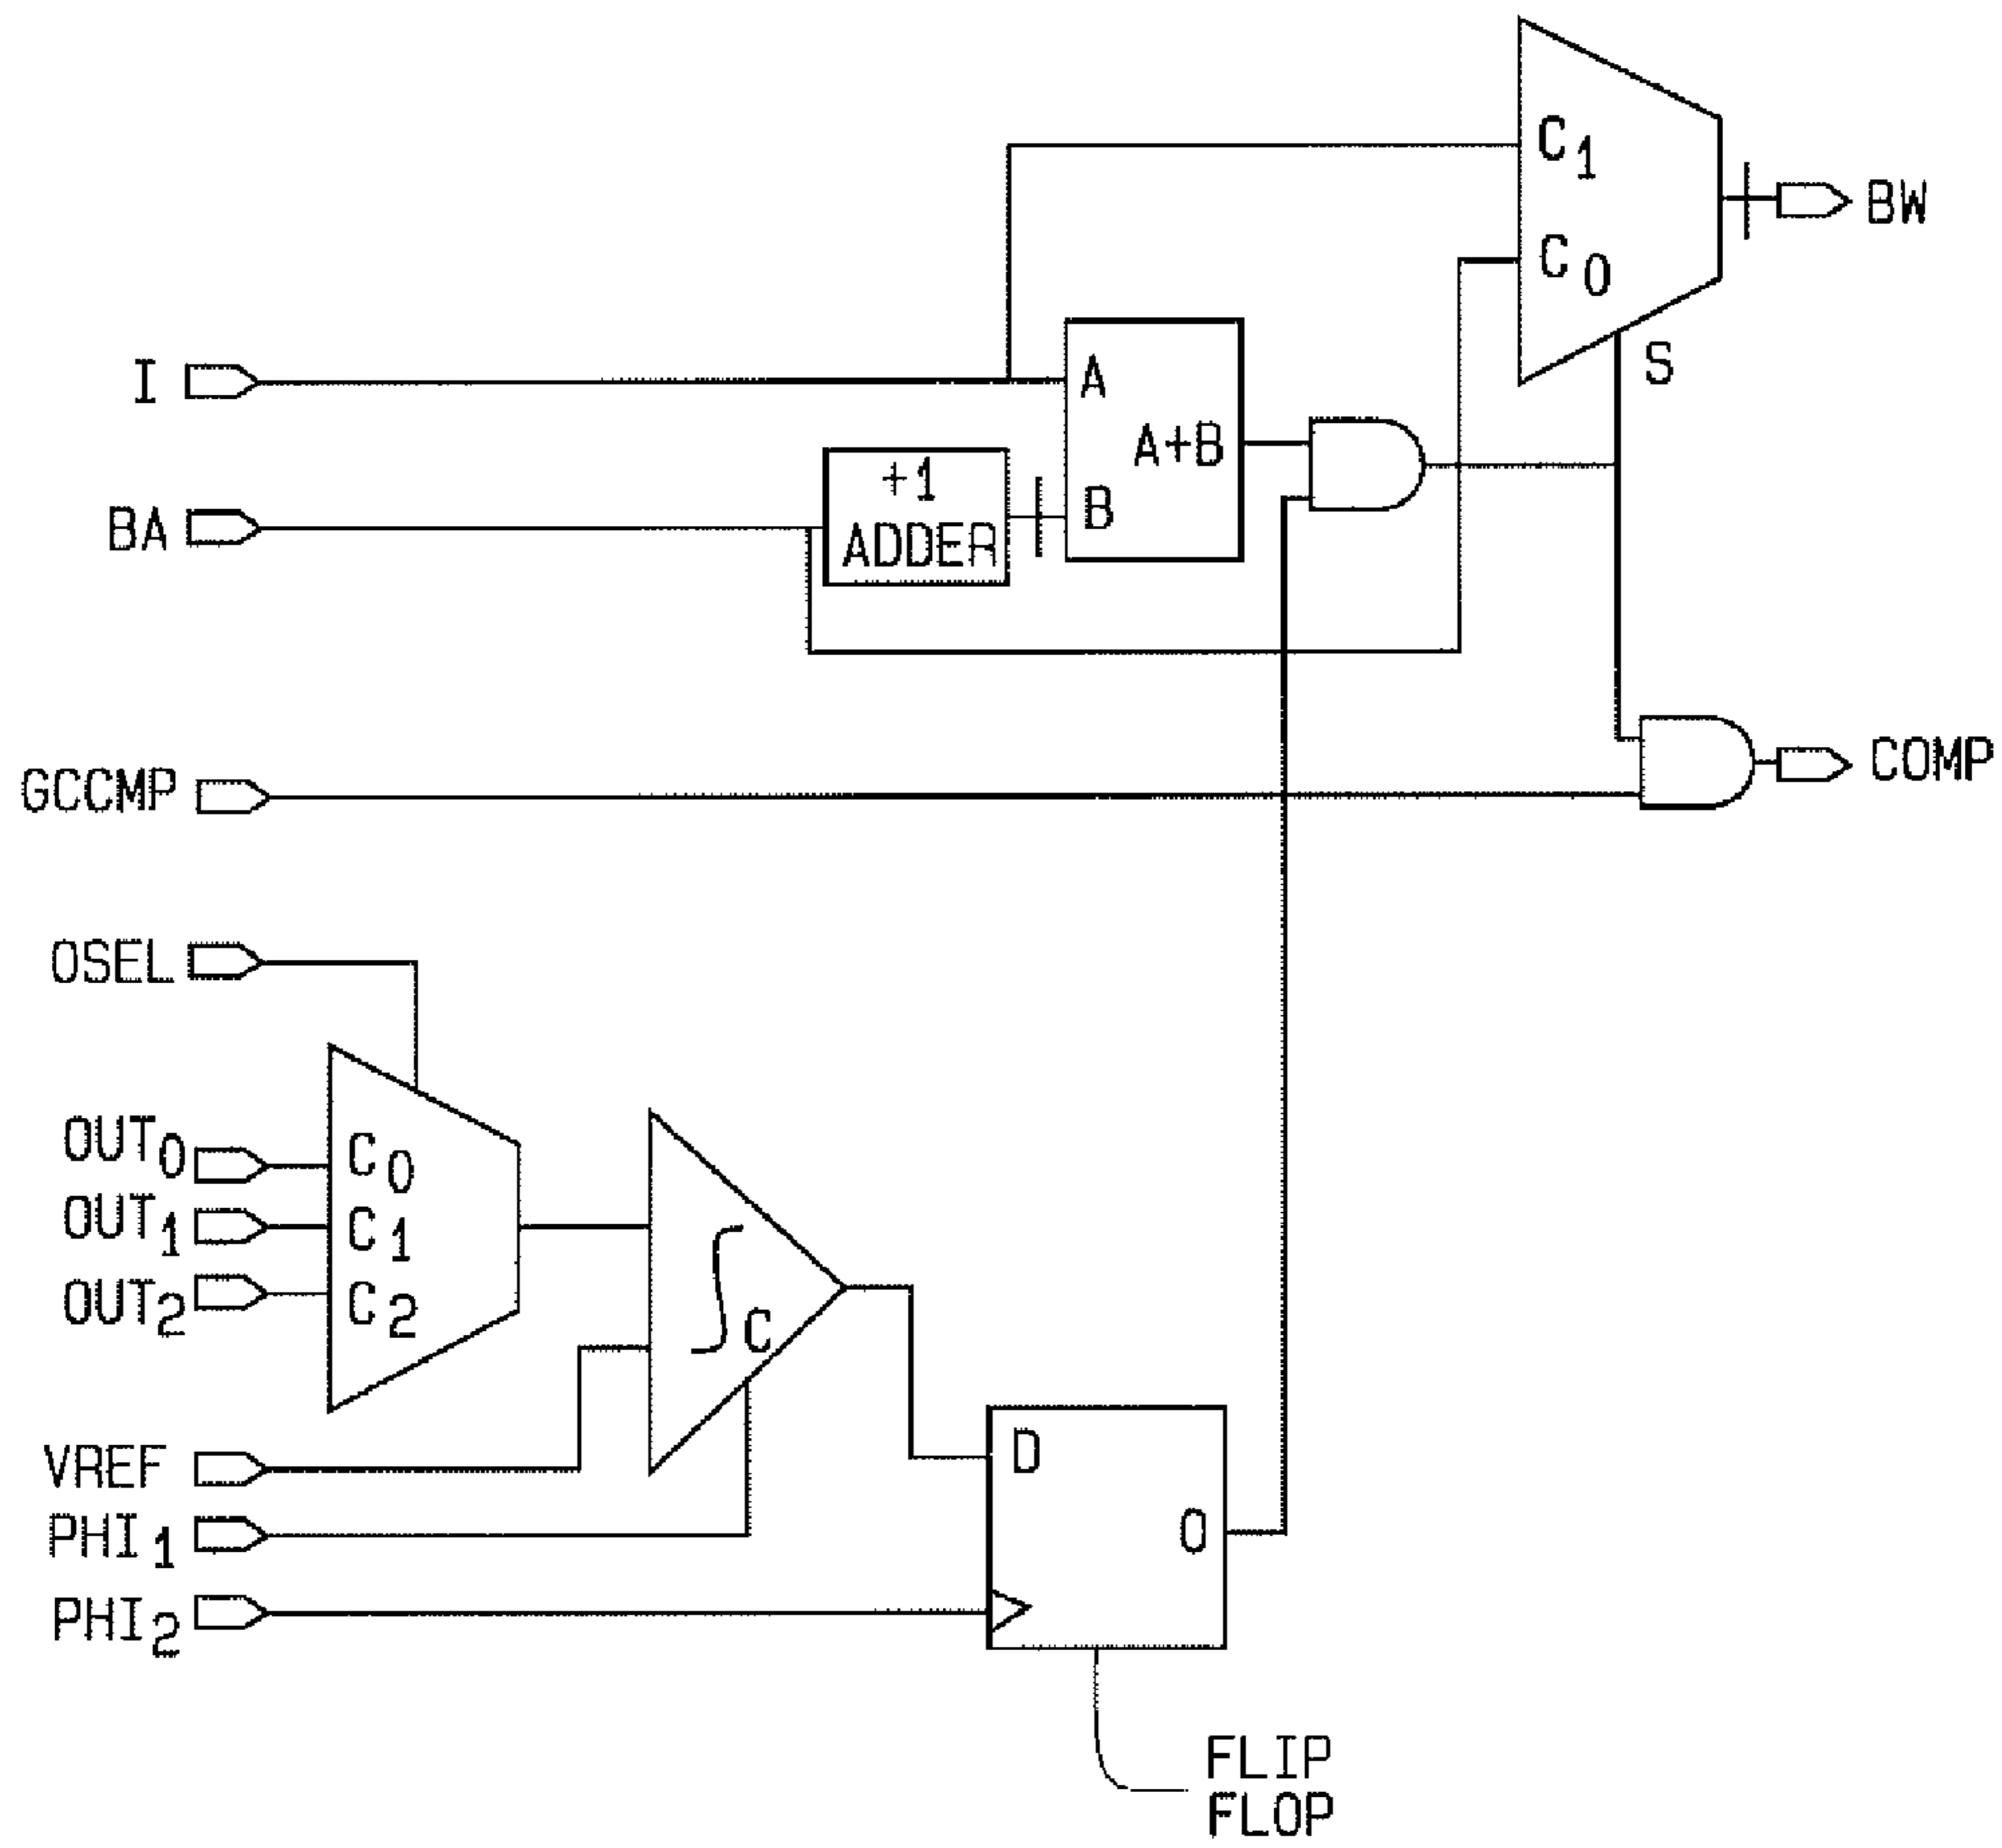 C1
BW
C0
I
A
S
A+B
+1
ADDER
B
BA
GCCMP
COMP
OSEL
OUT0
C0
OUT1
C1
OUT2
C2
C
VREF
D
PHI1
O
PHI2
FLIP
FLOP